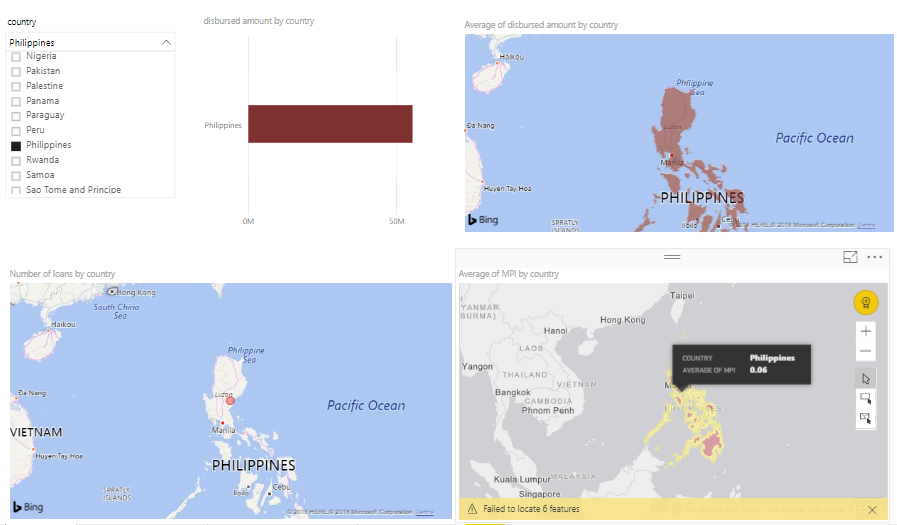 country
Philippines
Nigeria
Pakistan
Palestine
Panama
Paraguay
Peru
Philippines
Rwanda
Samoa
Sao Tome and Principe
disbursed amount by country
Philippines
0M
50M
Average of disbursed amount by country
Haikou
Philippine
Sea
Da Nang
Luzon
Pacific Ocean
Manila
Huyen Tay Hoa
PHILIPPINES
Bing
SPRATLY
ISLANDS
Iloilo
Cebu
© 2018 HERE, © 2018 Microsoft Corporation Terms
Number of loans by country
Hong Kong
South China
Sea
Haikou
Philippine
Sea
Da Nang
Luzon
Pacific Ocean
VIETNAM
Manila
Huyen Tay Hoa
PHILIPPINES
SPRATLY
ISLANDS
Iloilo
Cebu
Bing
© 2018 HERE, © 2018 Microsoft Corporation Terms
Average of MPI by country
Taipei
YANMAR
BURMA)
Hong Kong
Hanoi
LAOS
COUNTRY Philippines
AVERAGE OF MPI 0.06
THAILAND
VIETNAM
Bangkok
CAMBODIA
Phnom Penh
PHILIPPINES
Kuala Lumpur
MALAYSIA
Singapore
Failed to locate 6 features